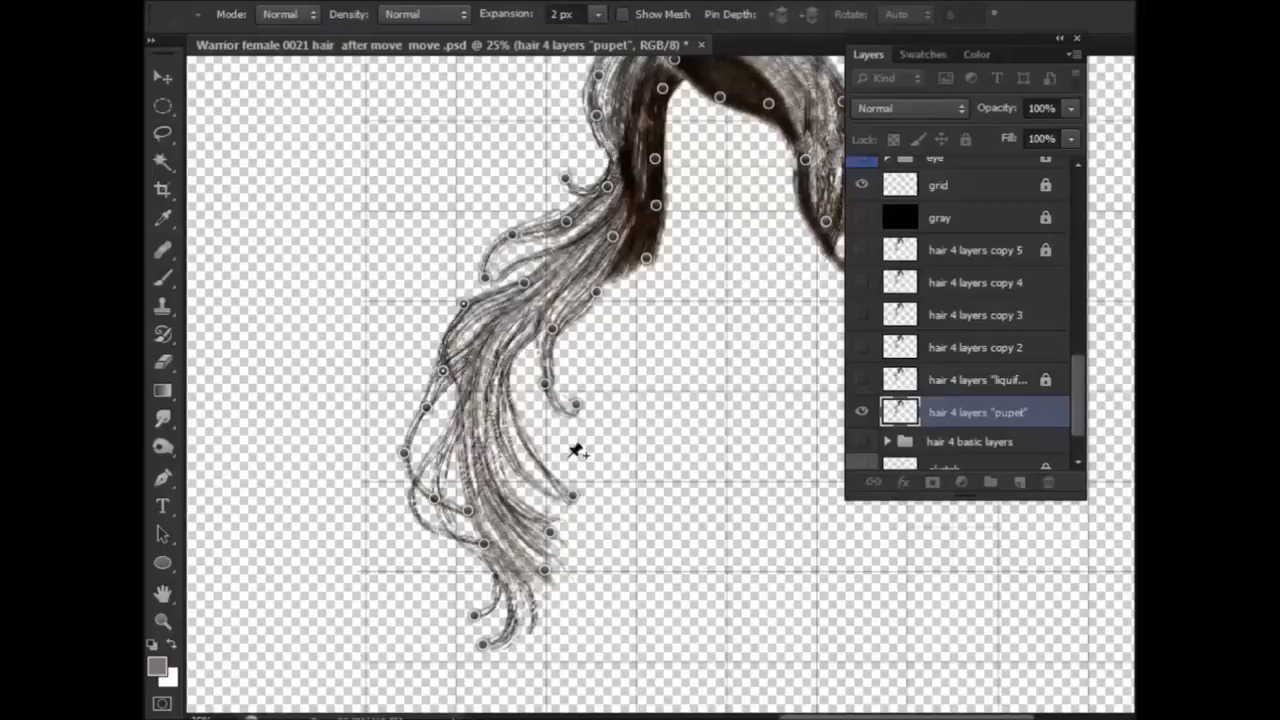 Mode: Normal Density: Normal Expansion: 2 px Show Mesh Pin Depth: Rotate: Auto °
Warrior female 0021 hair after move move .psd @ 25% (hair 4 layers "pupet", RGB/8) * ×
Layers Swatches Color
Kind T
Normal Opacity: 100%
Lock: Fill: 100%
eye
grid
gray
hair 4 layers copy 5
hair 4 layers copy 4
hair 4 layers copy 3
hair 4 layers copy 2
hair 4 layers "liquif...
hair 4 layers "pupet"
hair 4 basic layers
fx
T